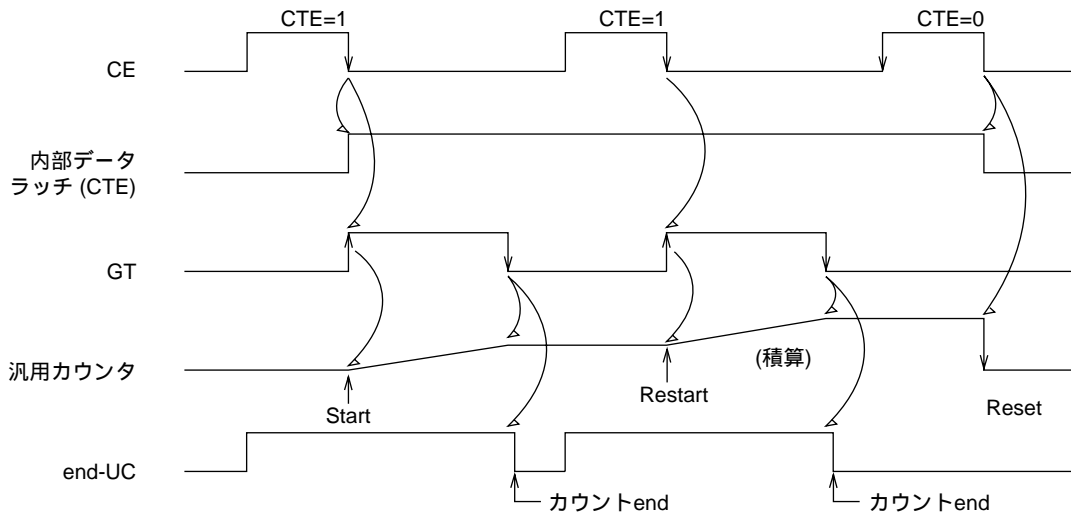 CTE=1
CTE=1
CTE=0
CE
内部データ
ラッチ (CTE)
GT
汎用カウンタ
(積算)
Start
Restart
Reset
end-UC
カウントend
カウントend